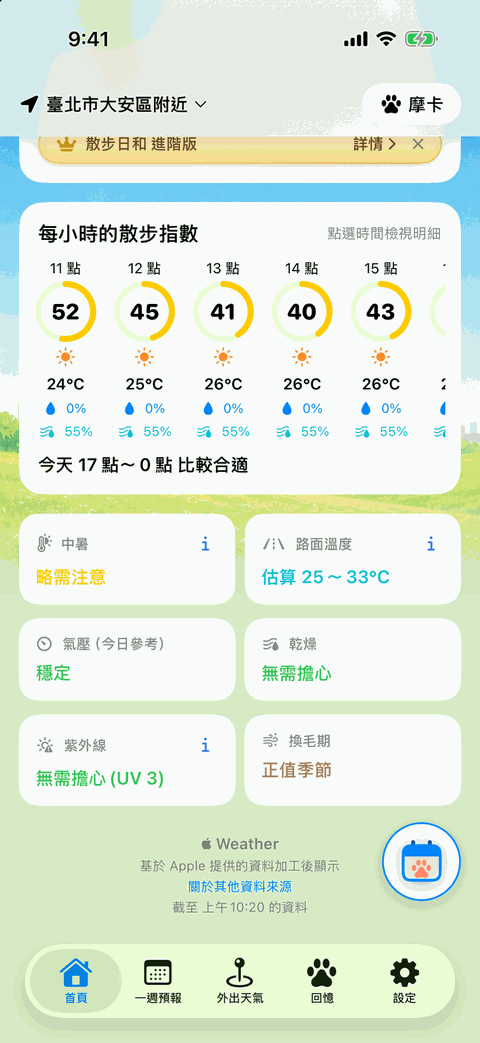 9:41
臺北市大安區附近
摩卡
散步日和 進階版
詳情
每小時的散步指數
點選時間檢視明細
11 點 12 點 13 點 14 點 15 點
52 45 41 40 43
24°C 25°C 26°C 26°C 26°C
0% 0% 0% 0% 0%
55% 55% 55% 55% 55%
今天 17 點～ 0 點 比較合適
中暑
略需注意
路面溫度
估算 25 ～ 33°C
氣壓 (今日參考)
穩定
乾燥
無需擔心
紫外線
無需擔心 (UV 3)
換毛期
正值季節
Weather
基於 Apple 提供的資料加工後顯示
關於其他資料來源
截至 上午10:20 的資料
首頁 一週預報 外出天氣 回憶 設定